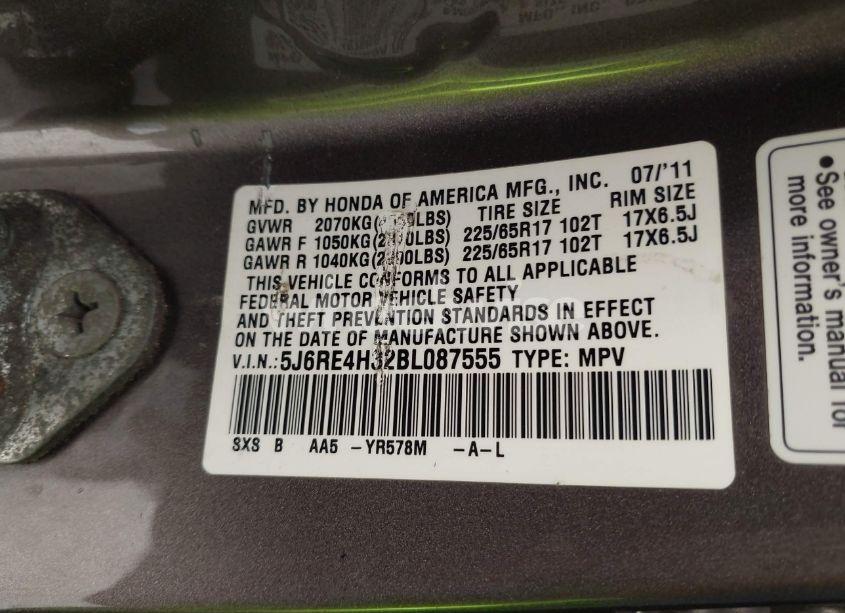 MFD. BY HONDA OF AMERICA MFG., INC. 07/'11
GVWR 2070KG TIRE SIZE RIM SIZE
GAWR F 1050KG 225/65R17 102T 17X6.5J
GAWR R 1040KG 225/65R17 102T 17X6.5J
THIS VEHICLE CONFORMS TO ALL APPLICABLE
FEDERAL MOTOR VEHICLE SAFETY
AND THEFT PREVENTION STANDARDS IN EFFECT
ON THE DATE OF MANUFACTURE SHOWN ABOVE.
V.I.N.: 5J6RE4H32BL087555 TYPE: MPV
SXS B AA5 -YR578M -A-L
•See owner's manual for
more information.